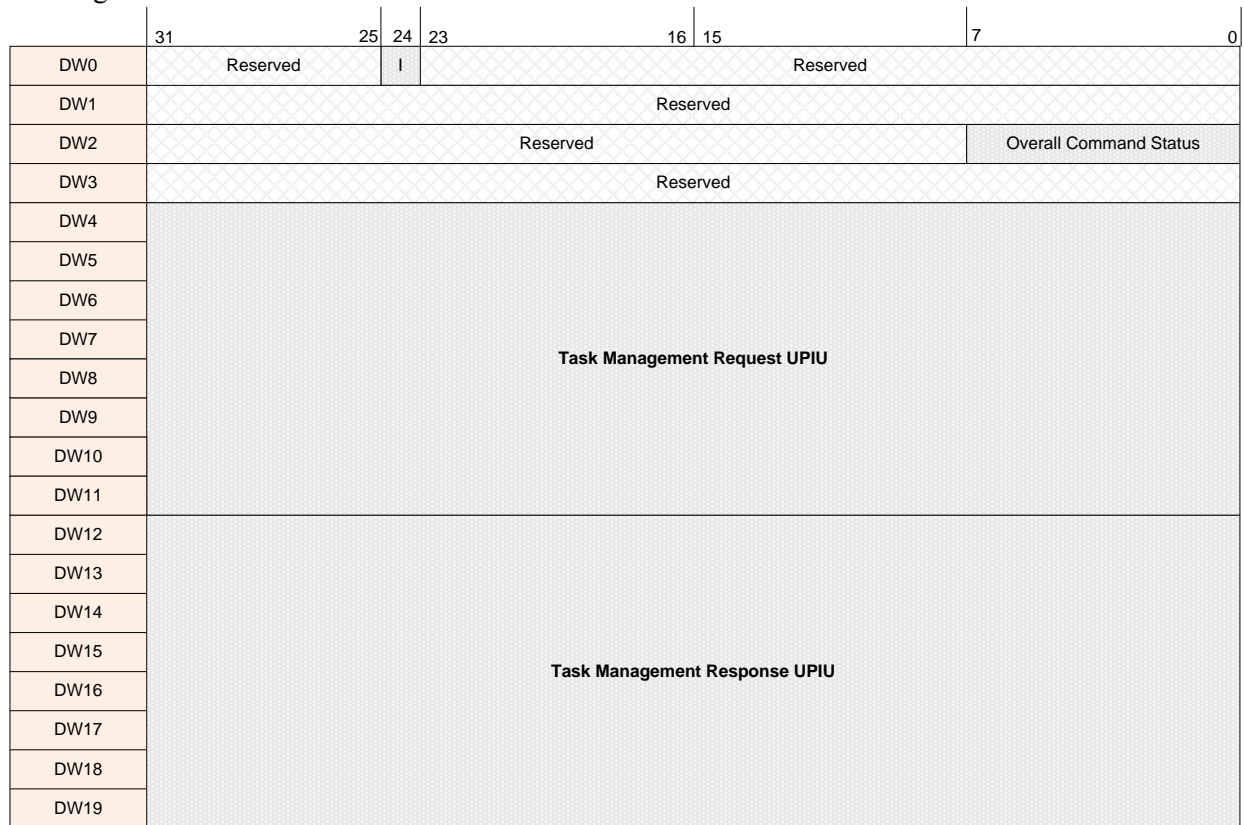 31 25 24 23 16 15 7 0
DW0 Reserved I Reserved
DW1 Reserved
DW2 Reserved Overall Command Status
DW3 Reserved
DW4
DW5
DW6
DW7
Task Management Request UPIU
DW8
DW9
DW10
DW11
DW12
DW13
DW14
DW15
Task Management Response UPIU
DW16
DW17
DW18
DW19